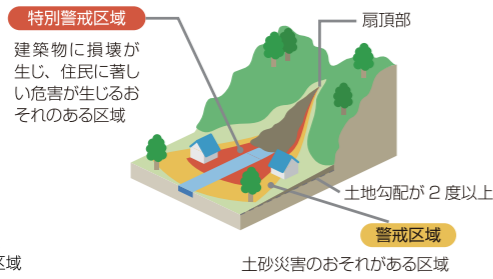 特別警戒区域
建築物に損壊が
生じ、住民に著し
い危害が生じるお
それのある区域
扇頂部
土地勾配が2度以上
警戒区域
土砂災害のおそれがある区域
区域